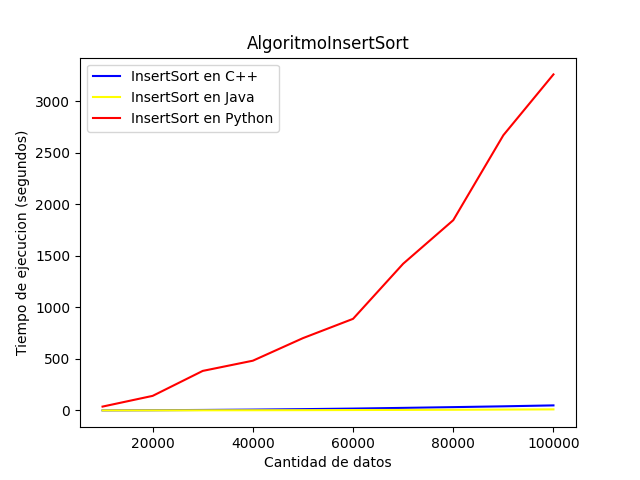 AlgoritmoInsertSort
InsertSort en C++
InsertSort en Java
InsertSort en Python
Tiempo de ejecucion (segundos)
3000
2500
2000
1500
1000
500
0
20000 40000 60000 80000 100000
Cantidad de datos